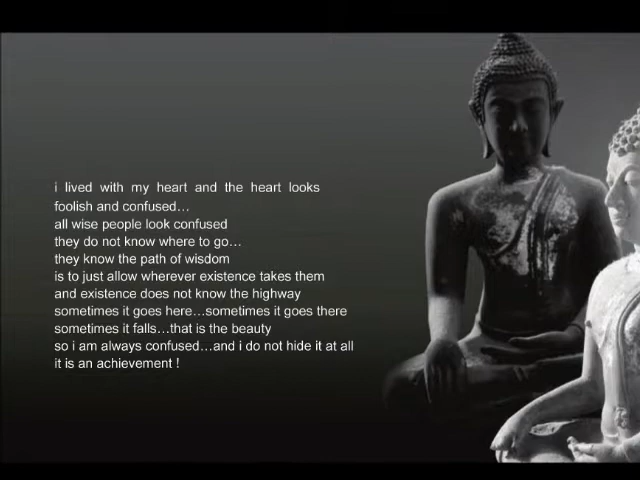 i lived with my heart and the heart looks
foolish and confused...
all wise people look confused
they do not know where to go...
they know the path of wisdom
is to just allow wherever existence takes them
and existence does not know the highway
sometimes it goes here...sometimes it goes there
sometimes it falls...that is the beauty
so i am always confused...and i do not hide it at all
it is an achievement !